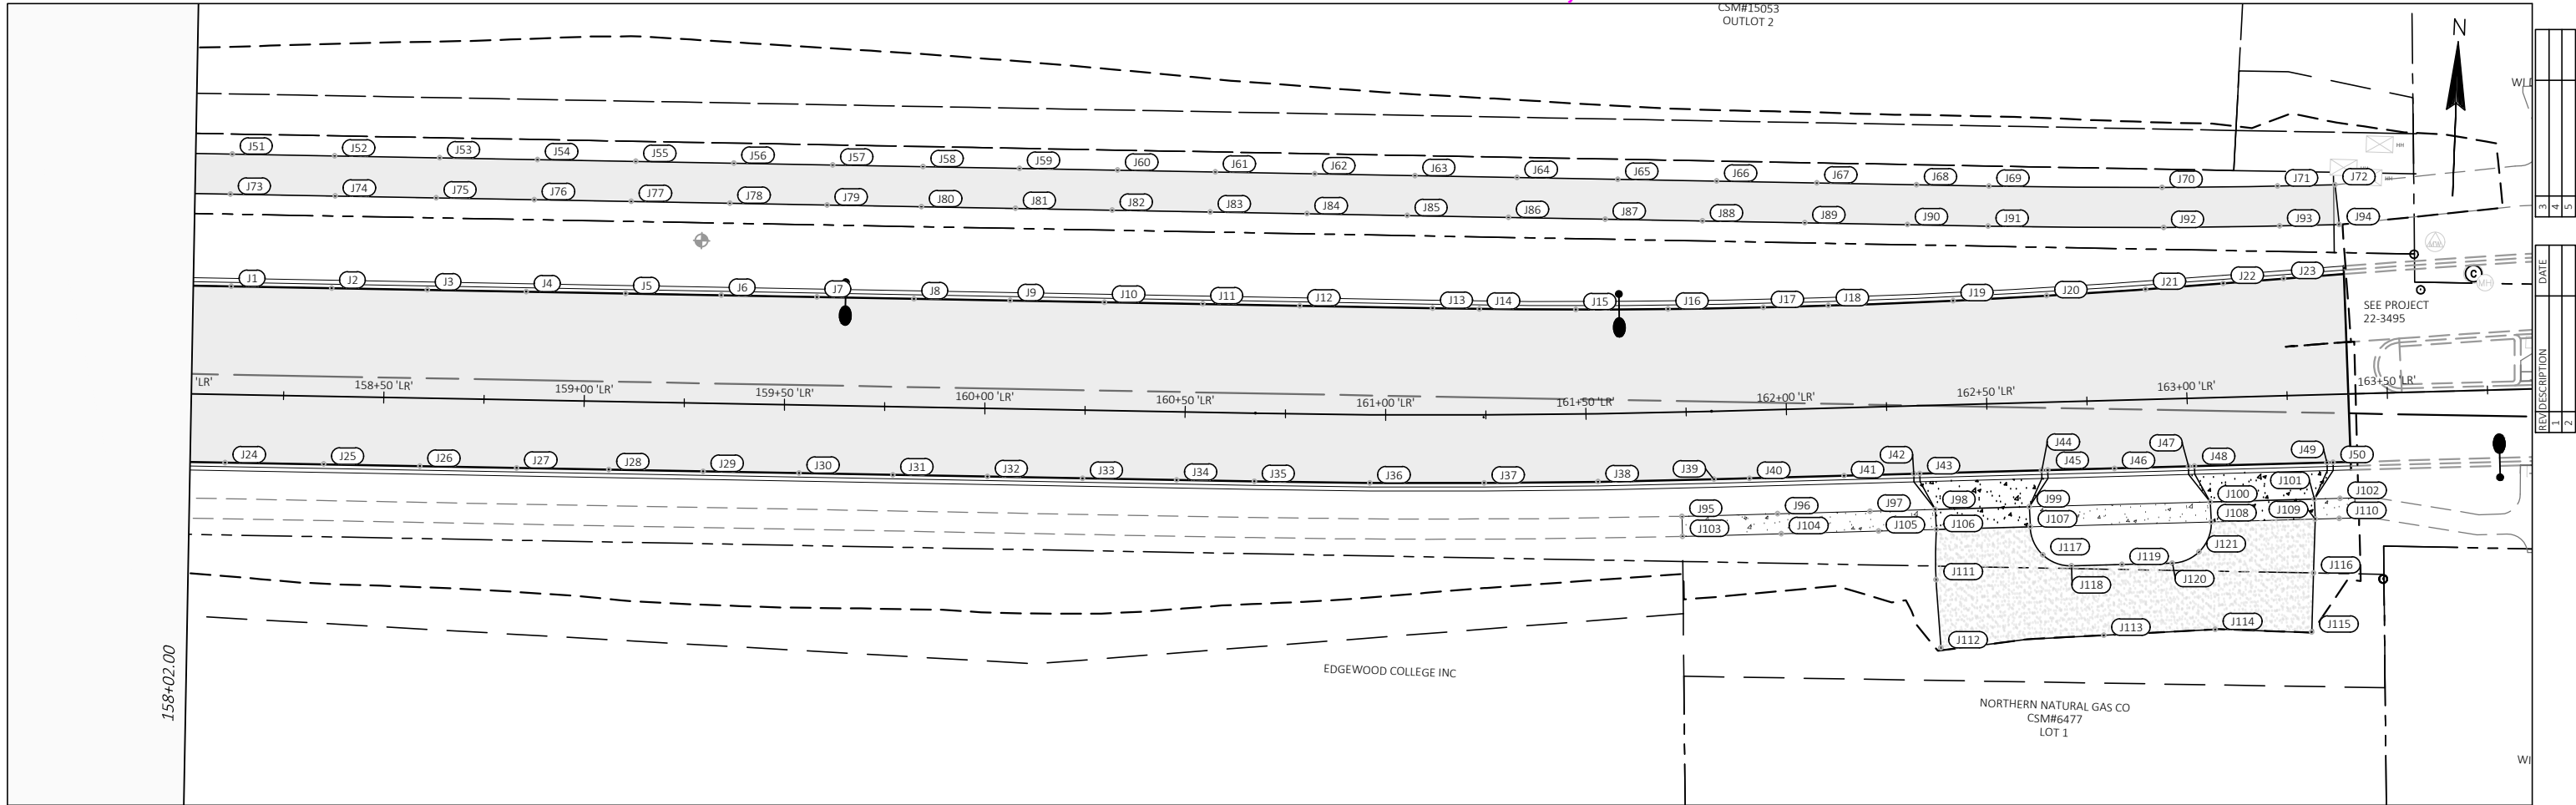 CSM#15053
OUTLOT 2
N
WLD
J51 J52 J53 J54 J55 J56 J57 J58 J59 J60 J61 J62 J63 J64 J65 J66 J67 J68 J69 J70 J71 J72
HH
HH
J73 J74 J75 J76 J77 J78 J79 J80 J81 J82 J83 J84 J85 J86 J87 J88 J89 J90 J91 J92 J93 J94
J1 J2 J3 J4 J5 J6 J7 J8 J9 J10 J11 J12 J13 J14 J15 J16 J17 J18 J19 J20 J21 J22 J23
C
MH
SEE PROJECT
22-3495
'LR' 158+50 'LR' 159+00 'LR' 159+50 'LR' 160+00 'LR' 160+50 'LR' 161+00 'LR' 161+50 'LR' 162+00 'LR' 162+50 'LR' 163+00 'LR' 163+50 'LR'
J24 J25 J26 J27 J28 J29 J30 J31 J32 J33 J34 J35 J36 J37 J38 J39 J40 J41 J42 J43 J44 J45 J46 J47 J48 J49 J50
J95 J96 J97 J98 J99 J100 J101 J102
J103 J104 J105 J106 J107 J108 J109 J110
J117 J119 J121
J111 J118 J120 J116
J112 J113 J114 J115
158+02.00
EDGEWOOD COLLEGE INC
NORTHERN NATURAL GAS CO
CSM#6477
LOT 1
WI
3
4
5
REV DESCRIPTION DATE
1
2